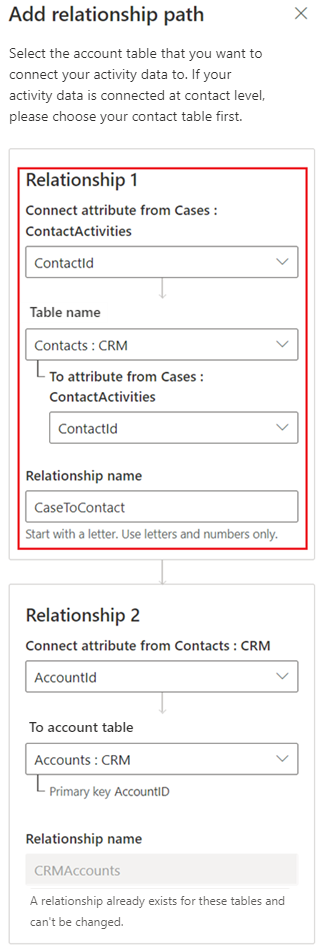 Add relationship path
Select the account table that you want to
connect your activity data to. If your
activity data is connected at contact level,
please choose your contact table first.
Relationship 1
Connect attribute from Cases :
ContactActivities
ContactId
Table name
Contacts : CRM
To attribute from Cases :
ContactActivities
ContactId
Relationship name
CaseToContact
Start with a letter. Use letters and numbers only.
Relationship 2
Connect attribute from Contacts : CRM
AccountId
To account table
Accounts : CRM
Primary key AccountID
Relationship name
CRMAccounts
A relationship already exists for these tables and
can't be changed.